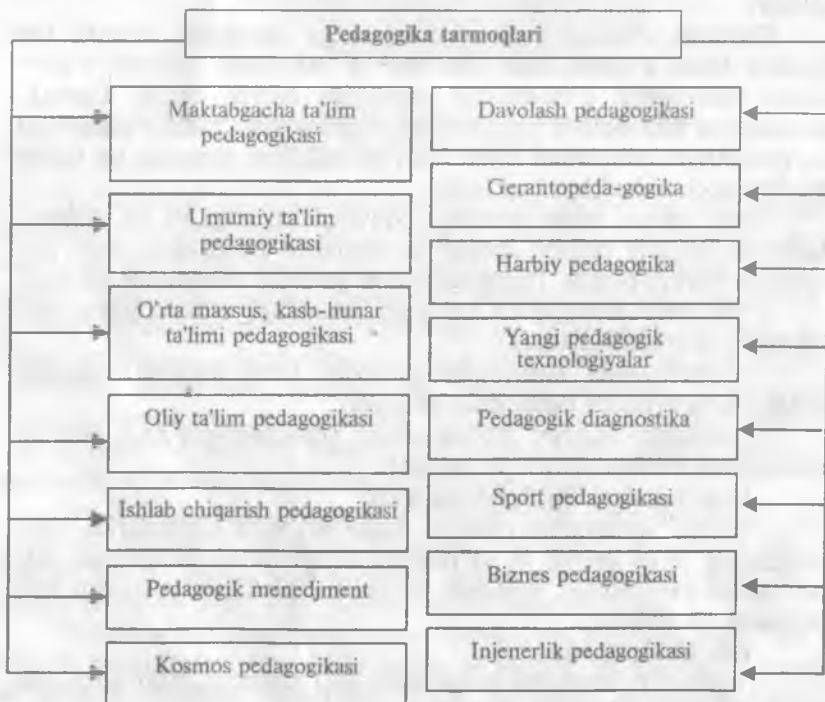 Pedagogika tarmoqlari
Maktabgacha ta'lim
pedagogikasi
Umumiy ta'lim
pedagogikasi
O'rta maxsus, kasb-hunar
ta'limi pedagogikasi
Oliy ta'lim pedagogikasi
Ishlab chiqarish pedagogikasi
Pedagogik menedjment
Kosmos pedagogikasi
Davolash pedagogikasi
Gerantopeda-gogika
Harbiy pedagogika
Yangi pedagogik
texnologiyalar
Pedagogik diagnostika
Sport pedagogikasi
Biznes pedagogikasi
Injenerlik pedagogikasi